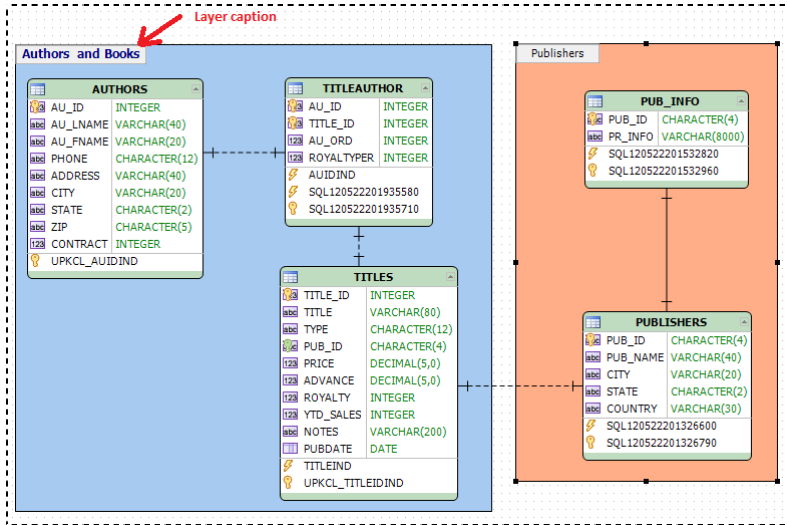 Layer caption
Authors and Books
AUTHORS
AU_ID INTEGER
AU_LNAME VARCHAR(40)
AU_FNAME VARCHAR(20)
PHONE CHARACTER(12)
ADDRESS VARCHAR(40)
CITY VARCHAR(20)
STATE CHARACTER(2)
ZIP CHARACTER(5)
CONTRACT INTEGER
UPKCL_AUIDIND
TITLEAUTHOR
AU_ID INTEGER
TITLE_ID INTEGER
AU_ORD INTEGER
ROYALTYPER INTEGER
AUIDIND
SQL120522201935580
SQL120522201935710
TITLES
TITLE_ID INTEGER
TITLE VARCHAR(80)
TYPE CHARACTER(12)
PUB_ID CHARACTER(4)
PRICE DECIMAL(5,0)
ADVANCE DECIMAL(5,0)
ROYALTY INTEGER
YTD_SALES INTEGER
NOTES VARCHAR(200)
PUBDATE DATE
TITLEIND
UPKCL_TITLEIDIND
Publishers
PUB_INFO
PUB_ID CHARACTER(4)
PR_INFO VARCHAR(8000)
SQL120522201532820
SQL120522201532960
PUBLISHERS
PUB_ID CHARACTER(4)
PUB_NAME VARCHAR(40)
CITY VARCHAR(20)
STATE CHARACTER(2)
COUNTRY VARCHAR(30)
SQL120522201326600
SQL120522201326790